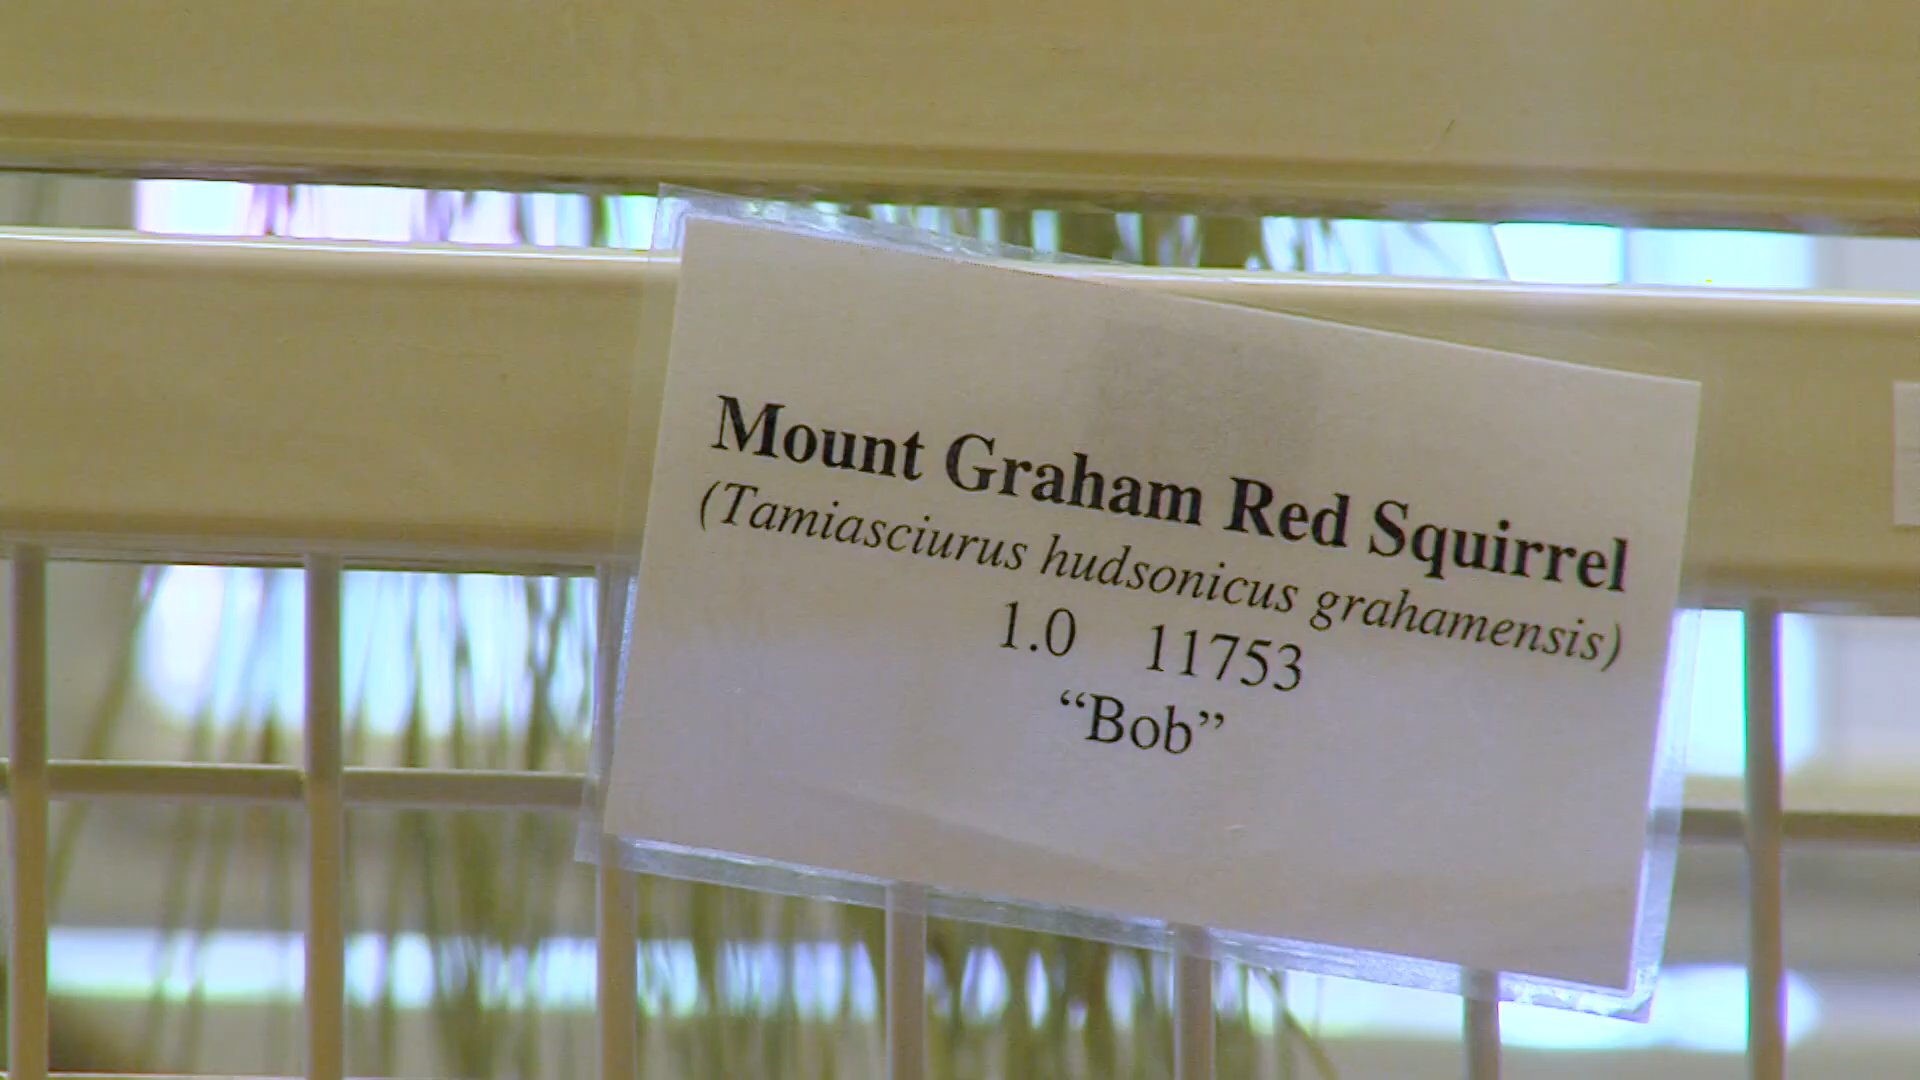 Mount Graham Red Squirrel
(Tamiasciurus hudsonicus grahamensis)
1.0 11753
“Bob”